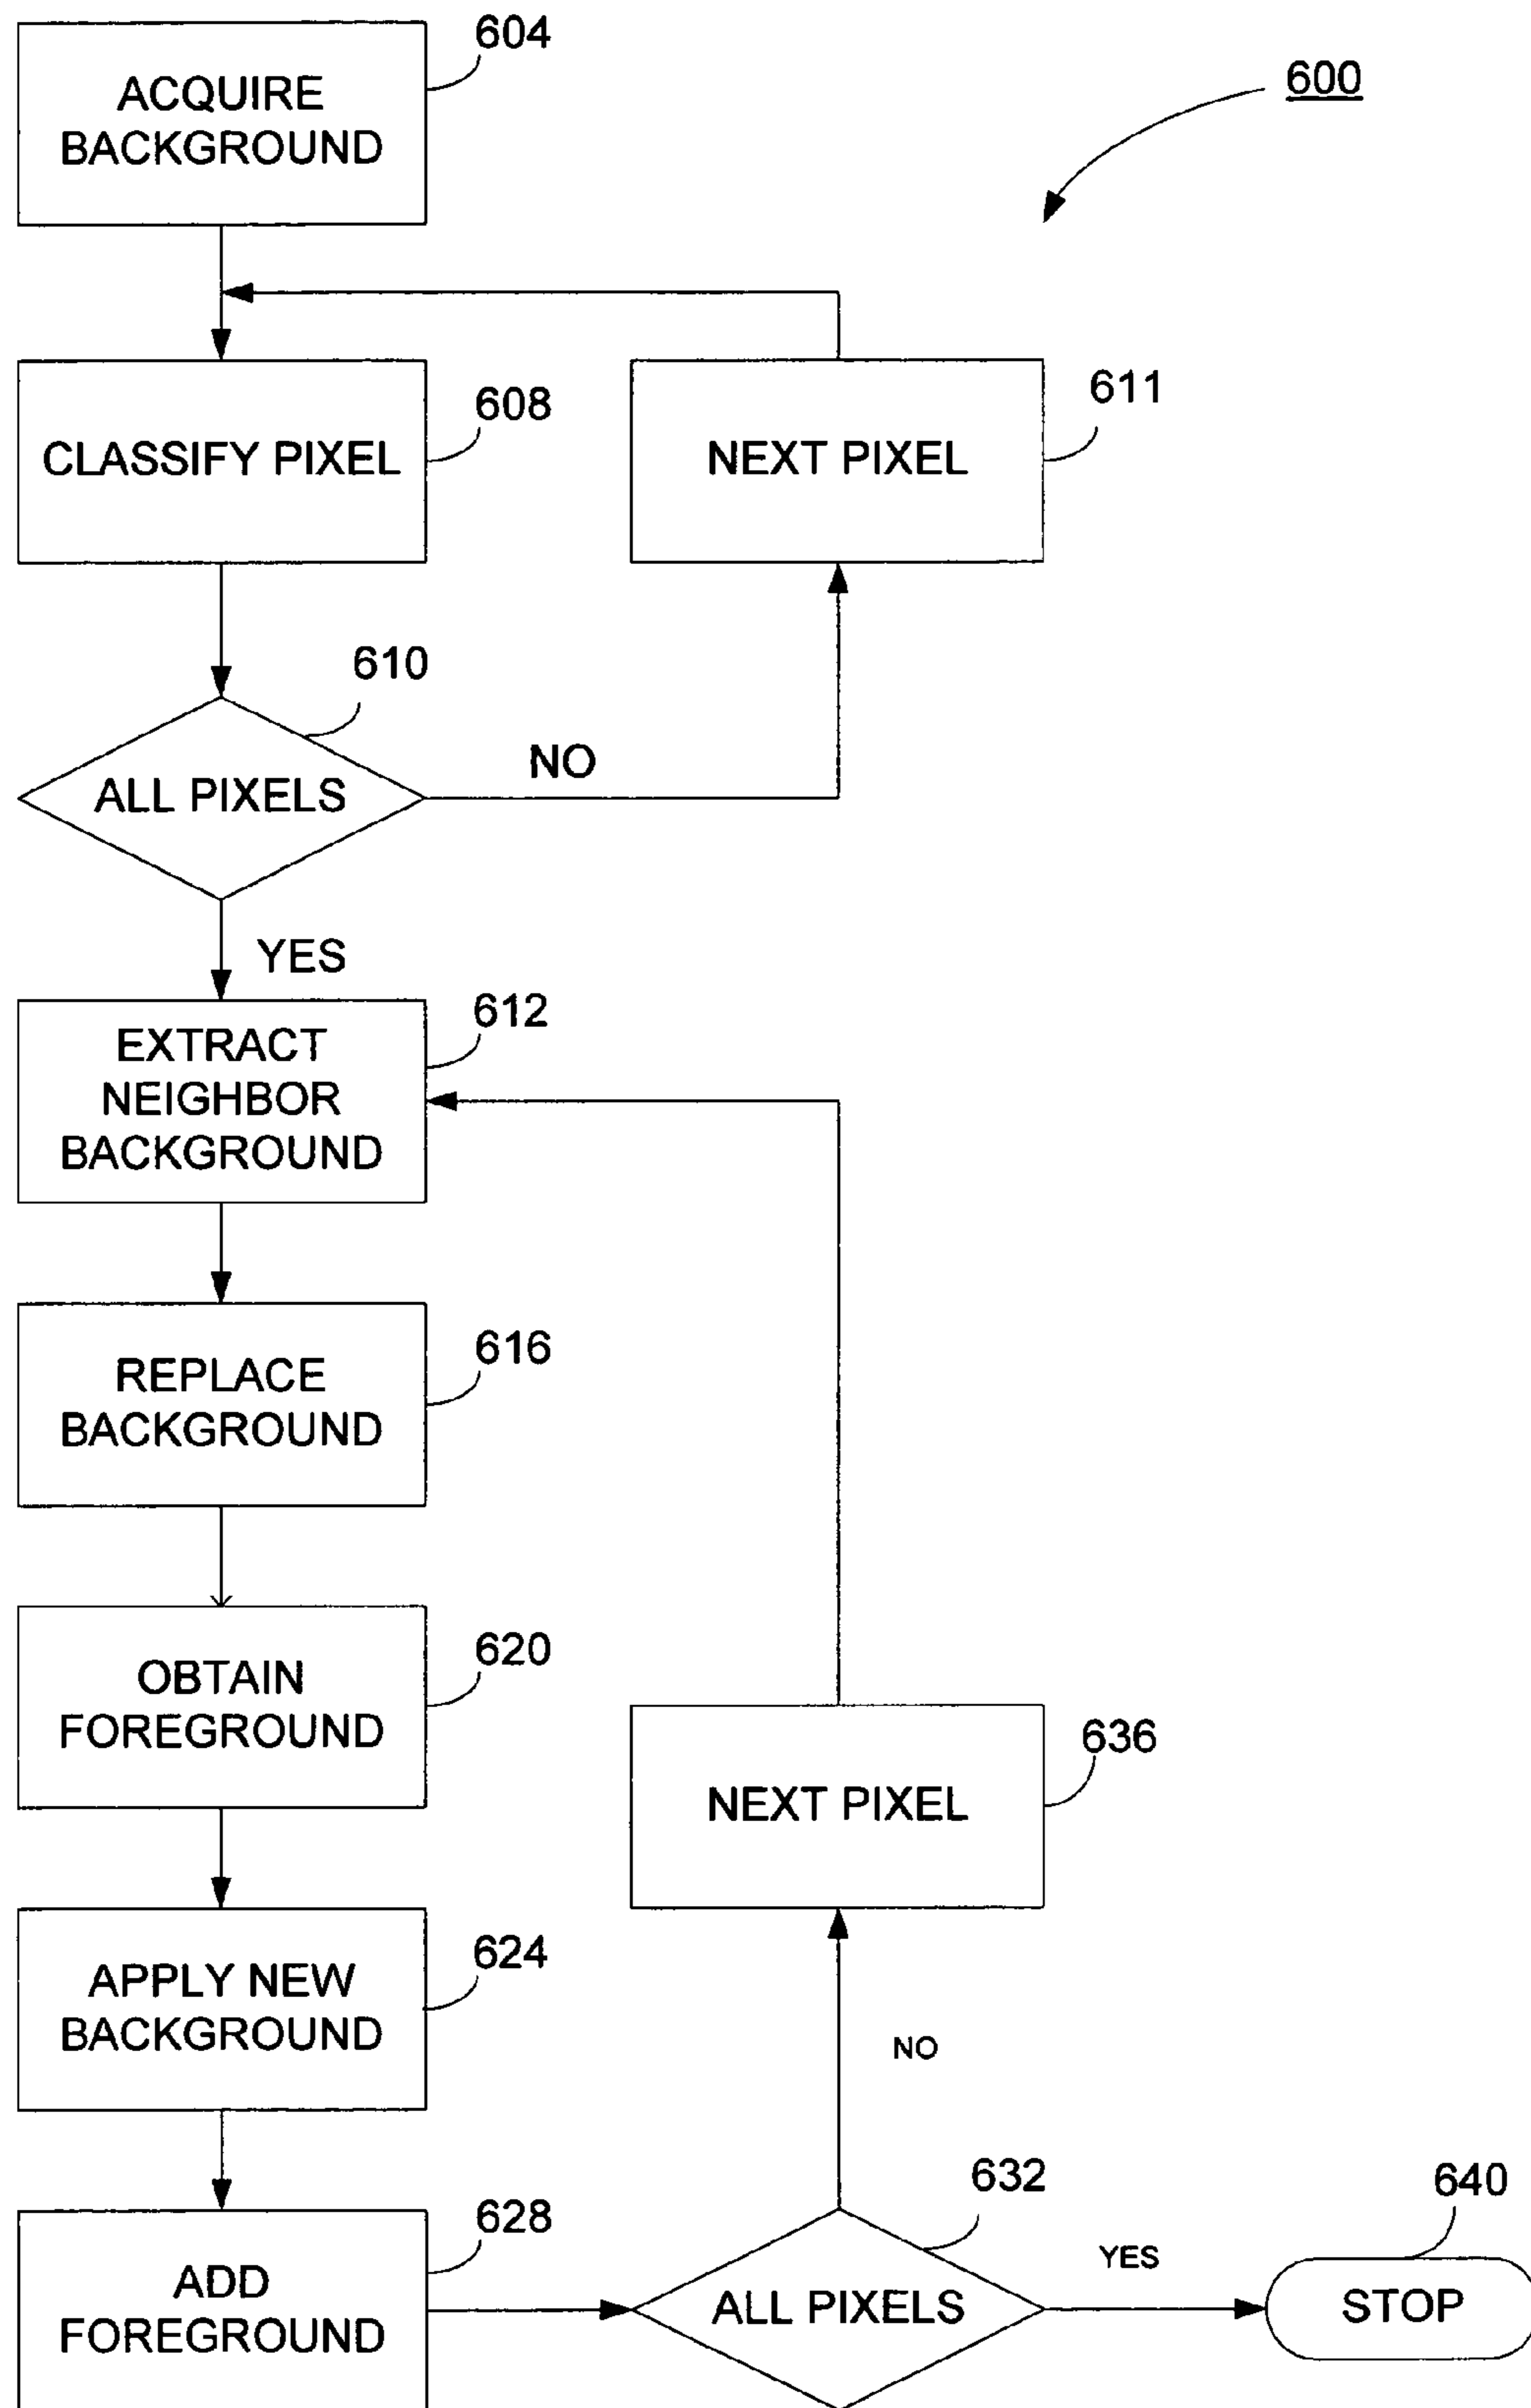 604
600
ACQUIRE
BACKGROUND
608
CLASSIFY PIXEL
611
NEXT PIXEL
610
ALL PIXELS
NO
YES
612
EXTRACT
NEIGHBOR
BACKGROUND
616
REPLACE
BACKGROUND
620
OBTAIN
FOREGROUND
636
NEXT PIXEL
624
APPLY NEW
BACKGROUND
NO
628
ADD
FOREGROUND
632
ALL PIXELS
YES
640
STOP